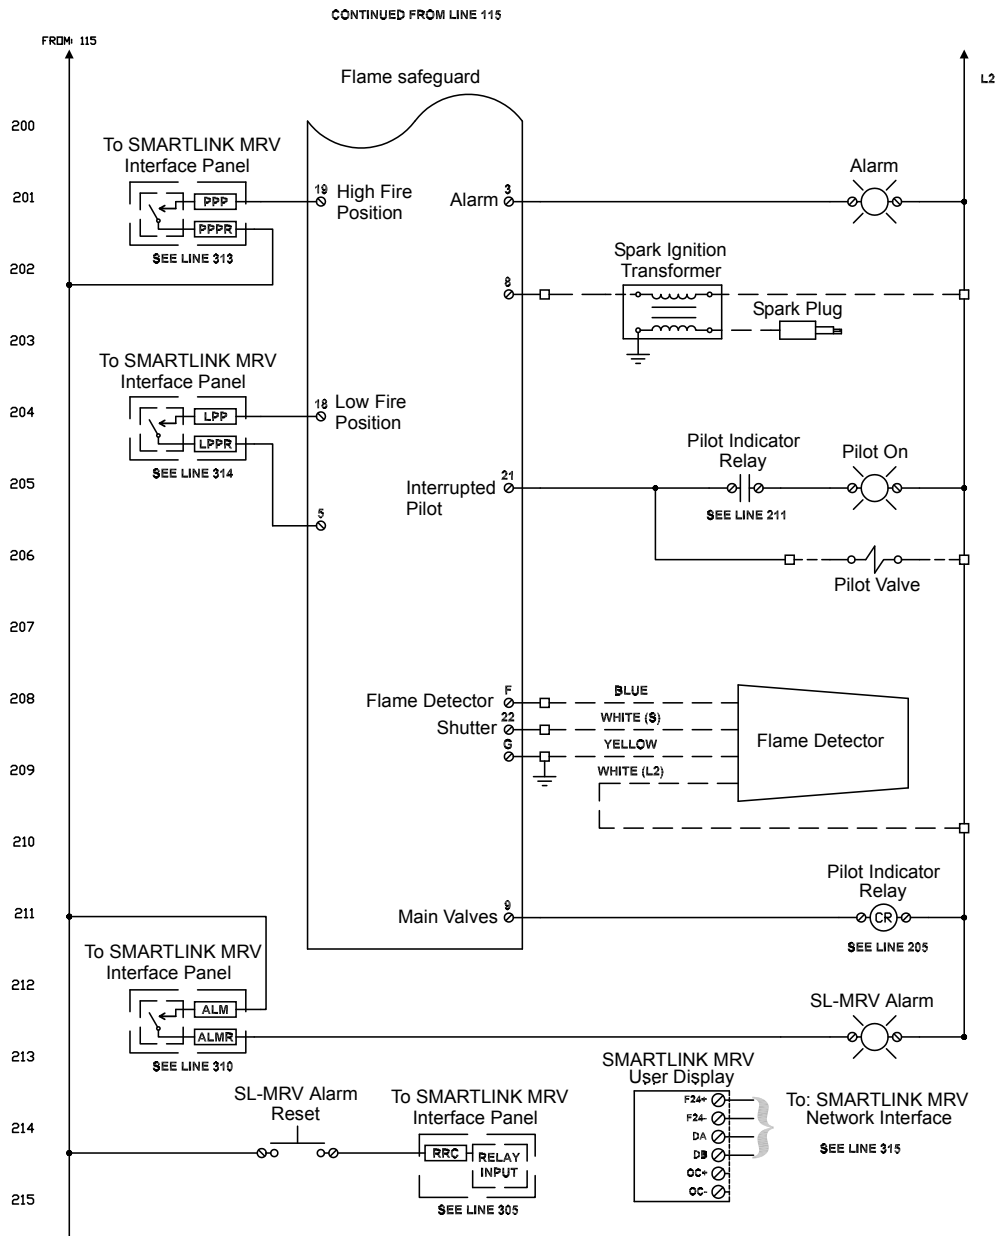 CONTINUED FROM LINE 115
FROM: 115
L2
Flame safeguard
200
To SMARTLINK MRV
Interface Panel
Alarm
201
PPP
19
High Fire
Position
Alarm
3
PPPR
SEE LINE 313
202
Spark Ignition
Transformer
8
Spark Plug
203
To SMARTLINK MRV
Interface Panel
204
LPP
18
Low Fire
Position
LPPR
SEE LINE 314
Pilot Indicator
Relay
Pilot On
205
Interrupted
Pilot
21
SEE LINE 211
5
206
Pilot Valve
207
208
Flame Detector
F
BLUE
Shutter
22
WHITE (S)
G
YELLOW
Flame Detector
209
WHITE (L2)
210
Pilot Indicator
Relay
211
Main Valves
9
CR
SEE LINE 205
To SMARTLINK MRV
Interface Panel
212
ALM
SL-MRV Alarm
ALMR
213
SEE LINE 310
SMARTLINK MRV
User Display
SL-MRV Alarm
Reset
To SMARTLINK MRV
Interface Panel
F24+
To: SMARTLINK MRV
Network Interface
F24-
214
DA
SEE LINE 315
RRC
RELAY
INPUT
DB
OC+
OC-
215
SEE LINE 305